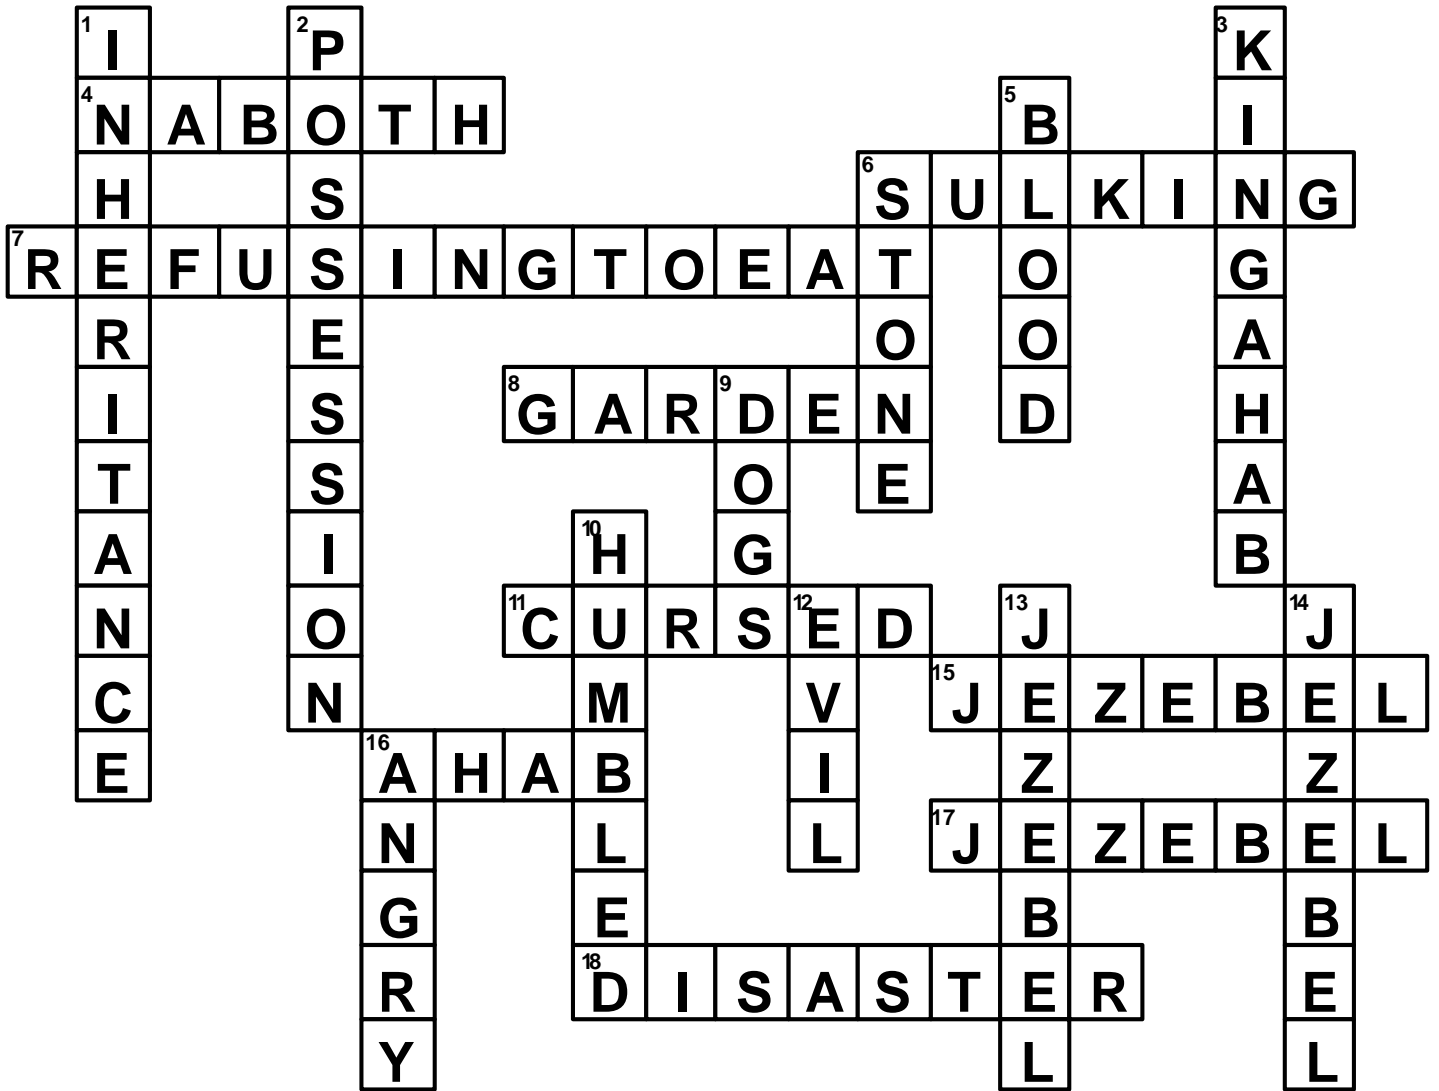 1 I 2 P 3 K
4 N A B O T H 5 B I
H S 6 S U L K I N G
7 R E F U S I N G T O E A T O G
R E O O A
I S 8 G A R 9 D E N D H
T S O E A
A I 10 H G B
N O 11 C U R S 12 E D 13 J 14 J
C N M V 15 J E Z E B E L
E 16 A H A B I Z Z
N L L 17 J E Z E B E L
G E B B
R 18 D I S A S T E R E
Y L L